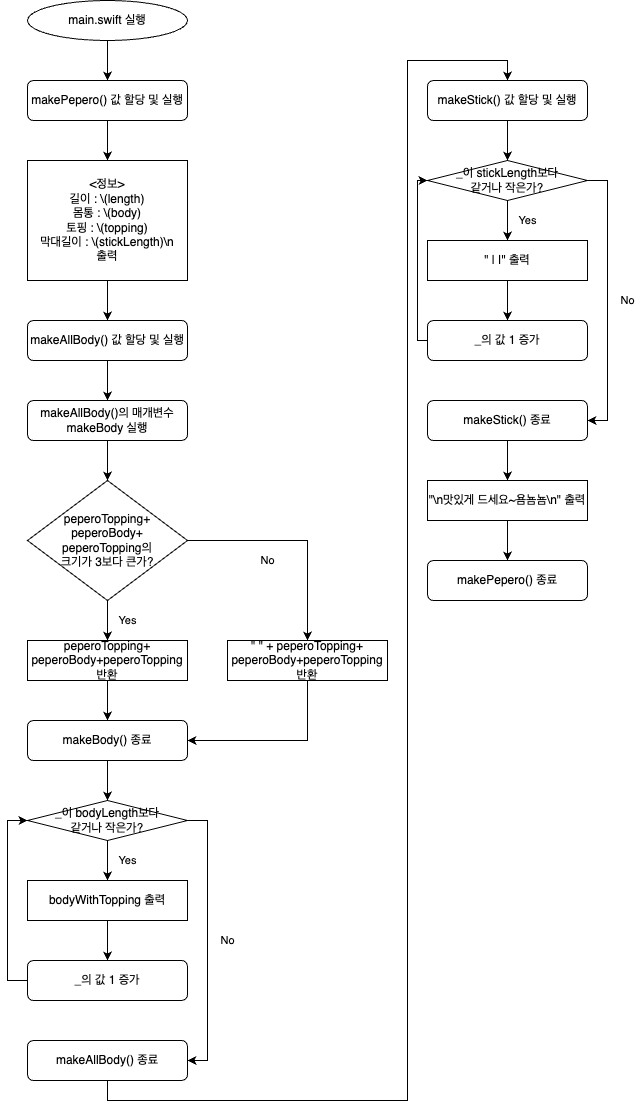 main.swift 실행
makePepero() 값 할당 및 실행
<정보>
길이 : \(length)
몸통 : \(body)
토핑 : \(topping)
막대길이 : \(stickLength)\n
출력
makeAllBody() 값 할당 및 실행
makeAllBody()의 매개변수
makeBody 실행
peperoTopping+
peperoBody+
peperoTopping의
크기가 3보다 큰가?
No
Yes
peperoTopping+
peperoBody+peperoTopping
반환
" " + peperoTopping+
peperoBody+peperoTopping
반환
makeBody() 종료
_이 bodyLength보다
같거나 작은가?
Yes
bodyWithTopping 출력
No
_의 값 1 증가
makeAllBody() 종료
makeStick() 값 할당 및 실행
_이 stickLength보다
같거나 작은가?
Yes
" | |" 출력
No
_의 값 1 증가
makeStick() 종료
"\n맛있게 드세요~욤뇸뇸\n" 출력
makePepero() 종료